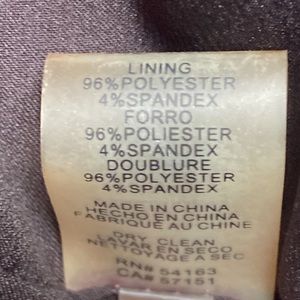 LINING
96%POLYESTER
4%SPANDEX
FORRO
96%POLIESTER
4%SPANDEX
DOUBLURE
96%POLYESTER
4%SPANDEX
MADE IN CHINA
HECHO EN CHINA
FABRIQUÉ AU CHINE
DRY CLEAN
LAVAR EN SECO
NETTOYAGE A SEC
RN# 54163
CA# 57151